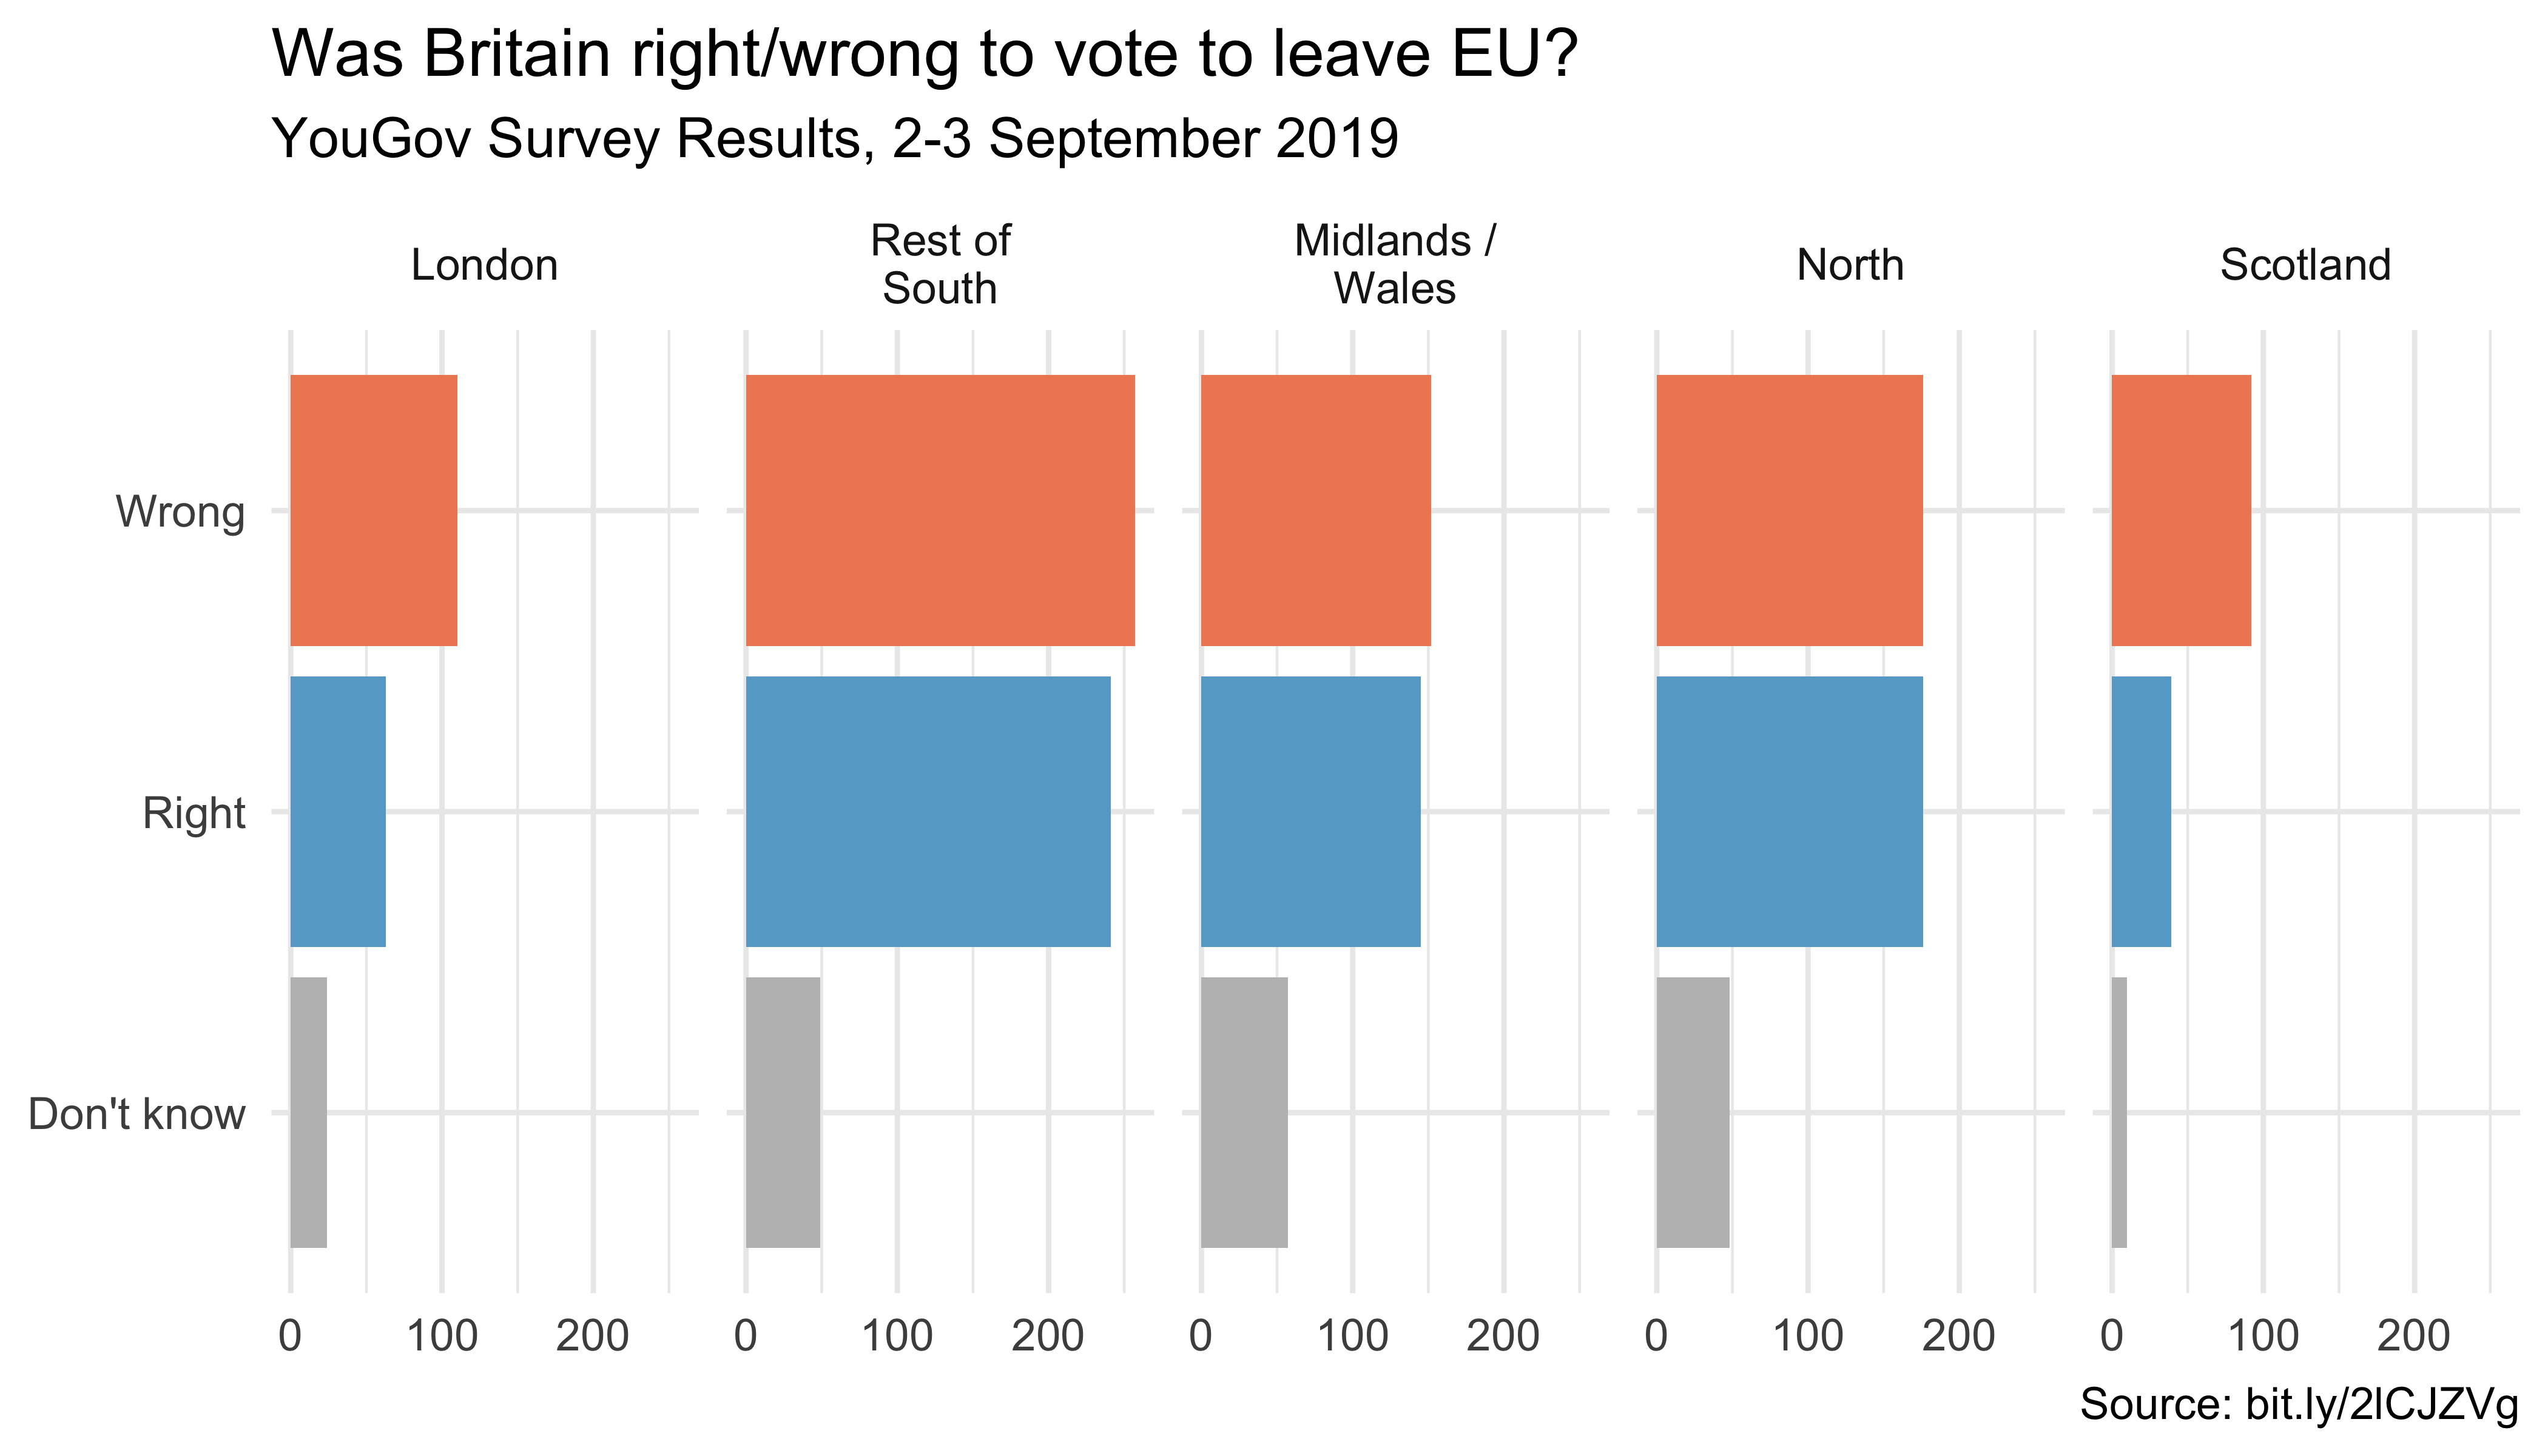 Was Britain right/wrong to vote to leave EU?
YouGov Survey Results, 2-3 September 2019
London
Rest of
South
Midlands /
Wales
North
Scotland
Wrong
Right
Don't know
0 100 200 0 100 200 0 100 200 0 100 200 0 100 200
Source: bit.ly/2lCJZVg